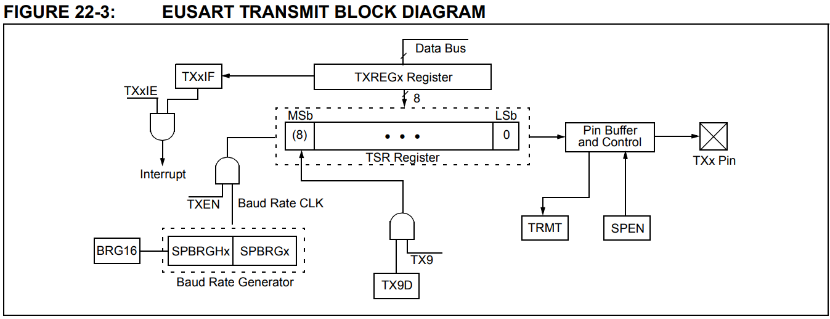 FIGURE 22-3: EUSART TRANSMIT BLOCK DIAGRAM
Data Bus
TXxIF
TXREGx Register
TXxIE
8
MSb
LSb
(8)
• • •
0
Pin Buffer
and Control
TSR Register
TXx Pin
Interrupt
TXEN
Baud Rate CLK
TRMT
SPEN
BRG16
SPBRGHx
SPBRGx
TX9
Baud Rate Generator
TX9D